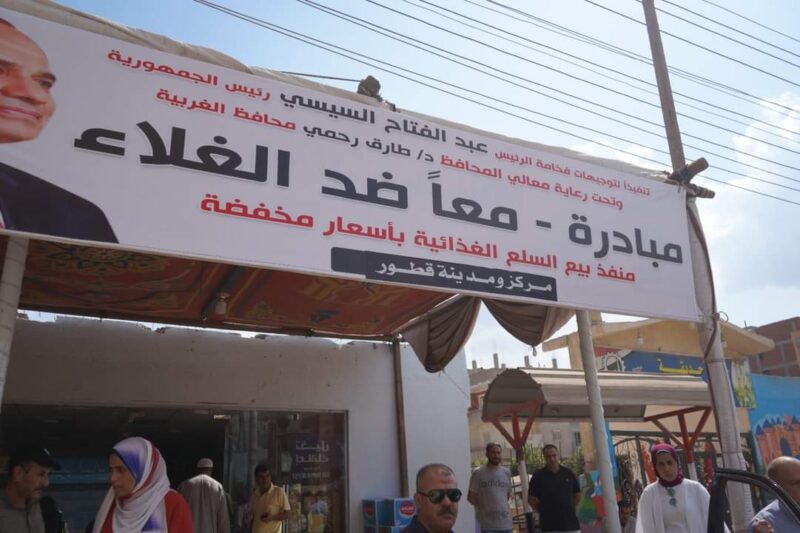 تنفيذاً لتوجيهات فخامة الرئيس عبد الفتاح السيسي رئيس الجمهورية
وتحت رعاية معالي المحافظ د/ طارق رحمي محافظ الغربية
مبادرة - معاً ضد الغلاء
منفذ بيع السلع الغذائية بأسعار مخفضة
مركز ومدينة قطور